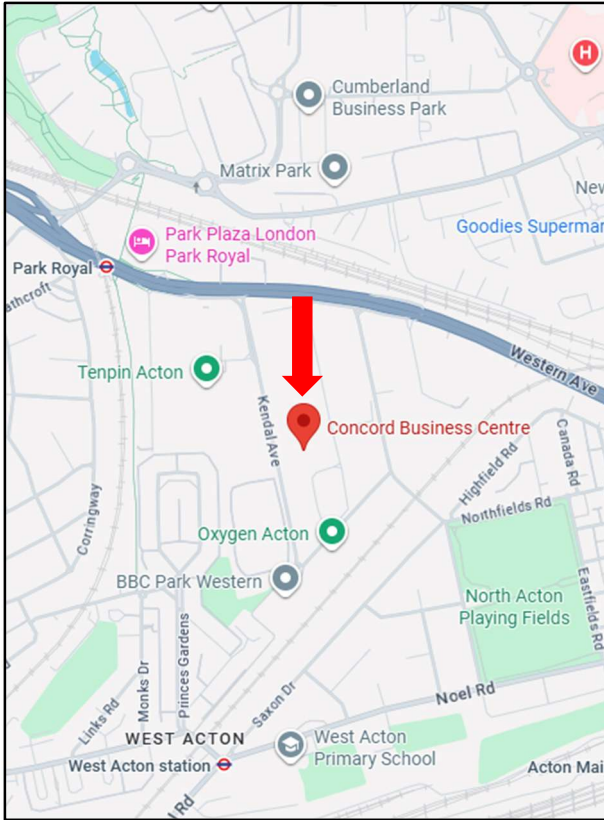 H
Cumberland
Business Park
Matrix Park
New
Goodies Supermar
Park Plaza London
Park Royal
Park Royal
athcroft
Western Ave
Tenpin Acton
Kendal Ave
Concord Business Centre
Canada Rd
Highfield Rd
Northfields Rd
Corringway
Oxygen Acton
BBC Park Western
North Acton
Playing Fields
Eastfields Rd
Princes Gardens
Monks Dr
Links Rd
Saxon Dr
Noel Rd
WEST ACTON
West Acton
Primary School
West Acton station
Acton Mai
l Rd